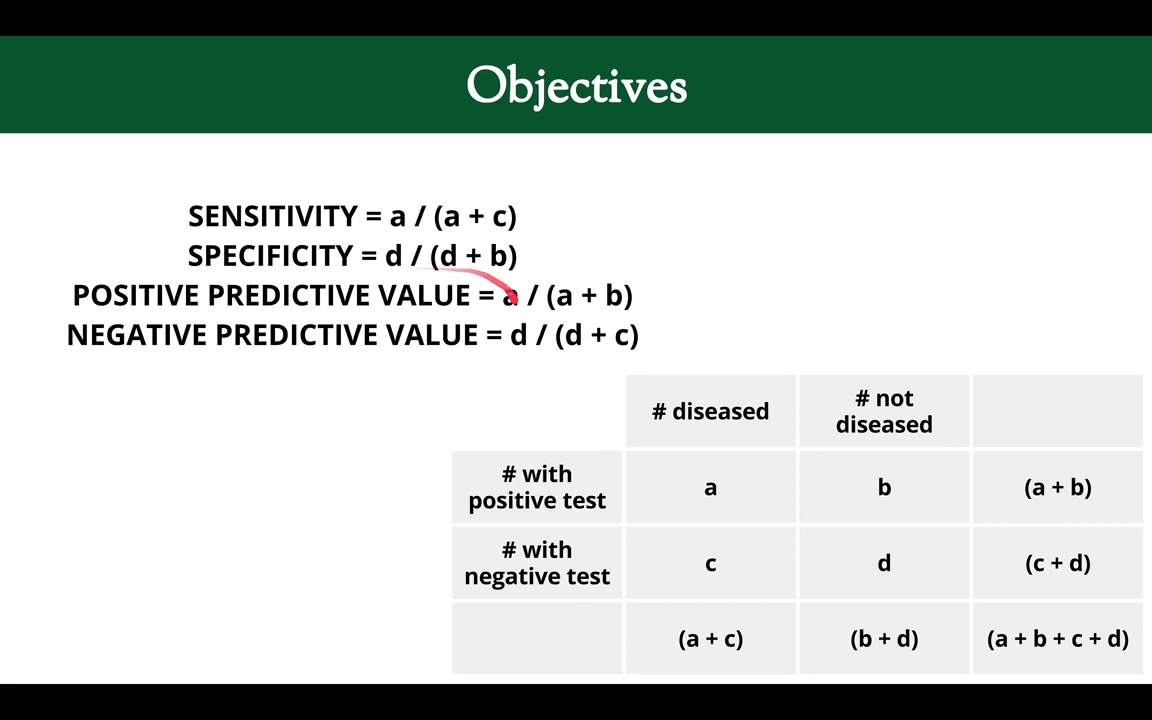 Objectives
SENSITIVITY = a / (a + c)
SPECIFICITY = d / (d + b)
POSITIVE PREDICTIVE VALUE = a / (a + b)
NEGATIVE PREDICTIVE VALUE = d / (d + c)
# diseased
# not
diseased
# with
positive test
a
b
(a + b)
# with
negative test
c
d
(c + d)
(a + c)
(b + d)
(a + b + c + d)